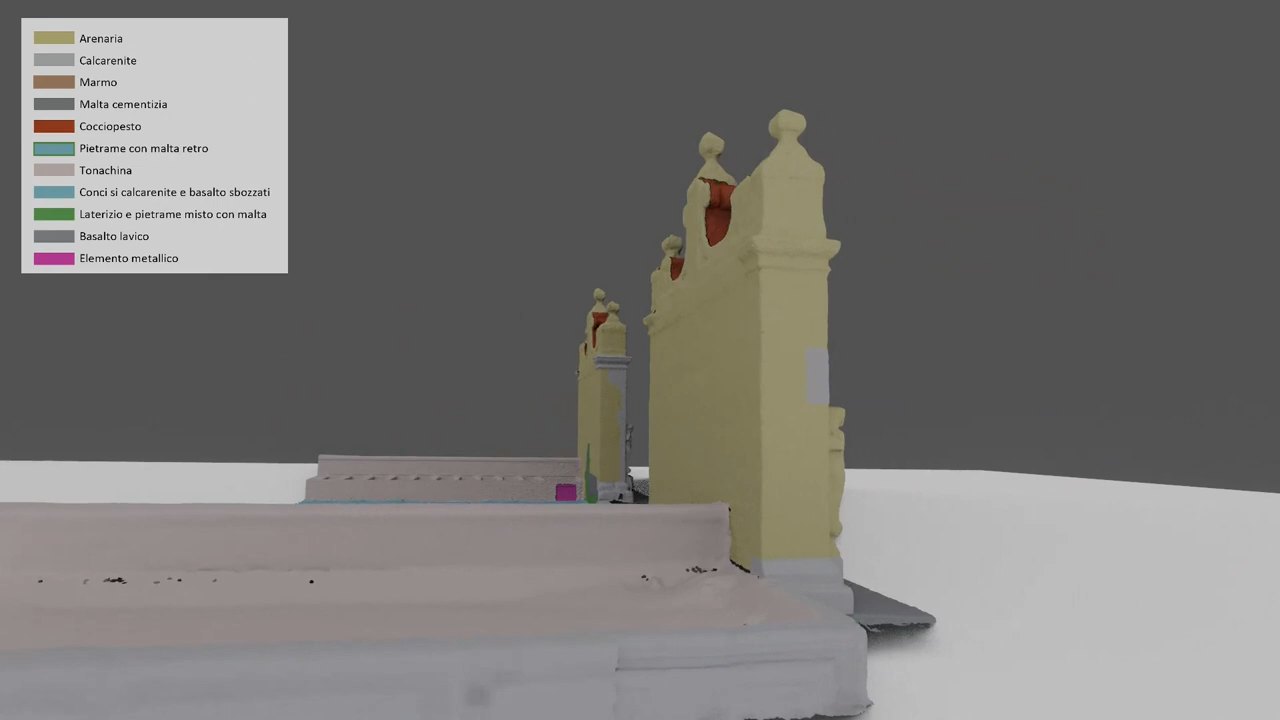 Arenaria
Calcarenite
Marmo
Malta cementizia
Cocciopesto
Pietrame con malta retro
Tonachina
Conci si calcarenite e basalto sbozzati
Laterizio e pietrame misto con malta
Basalto lavico
Elemento metallico